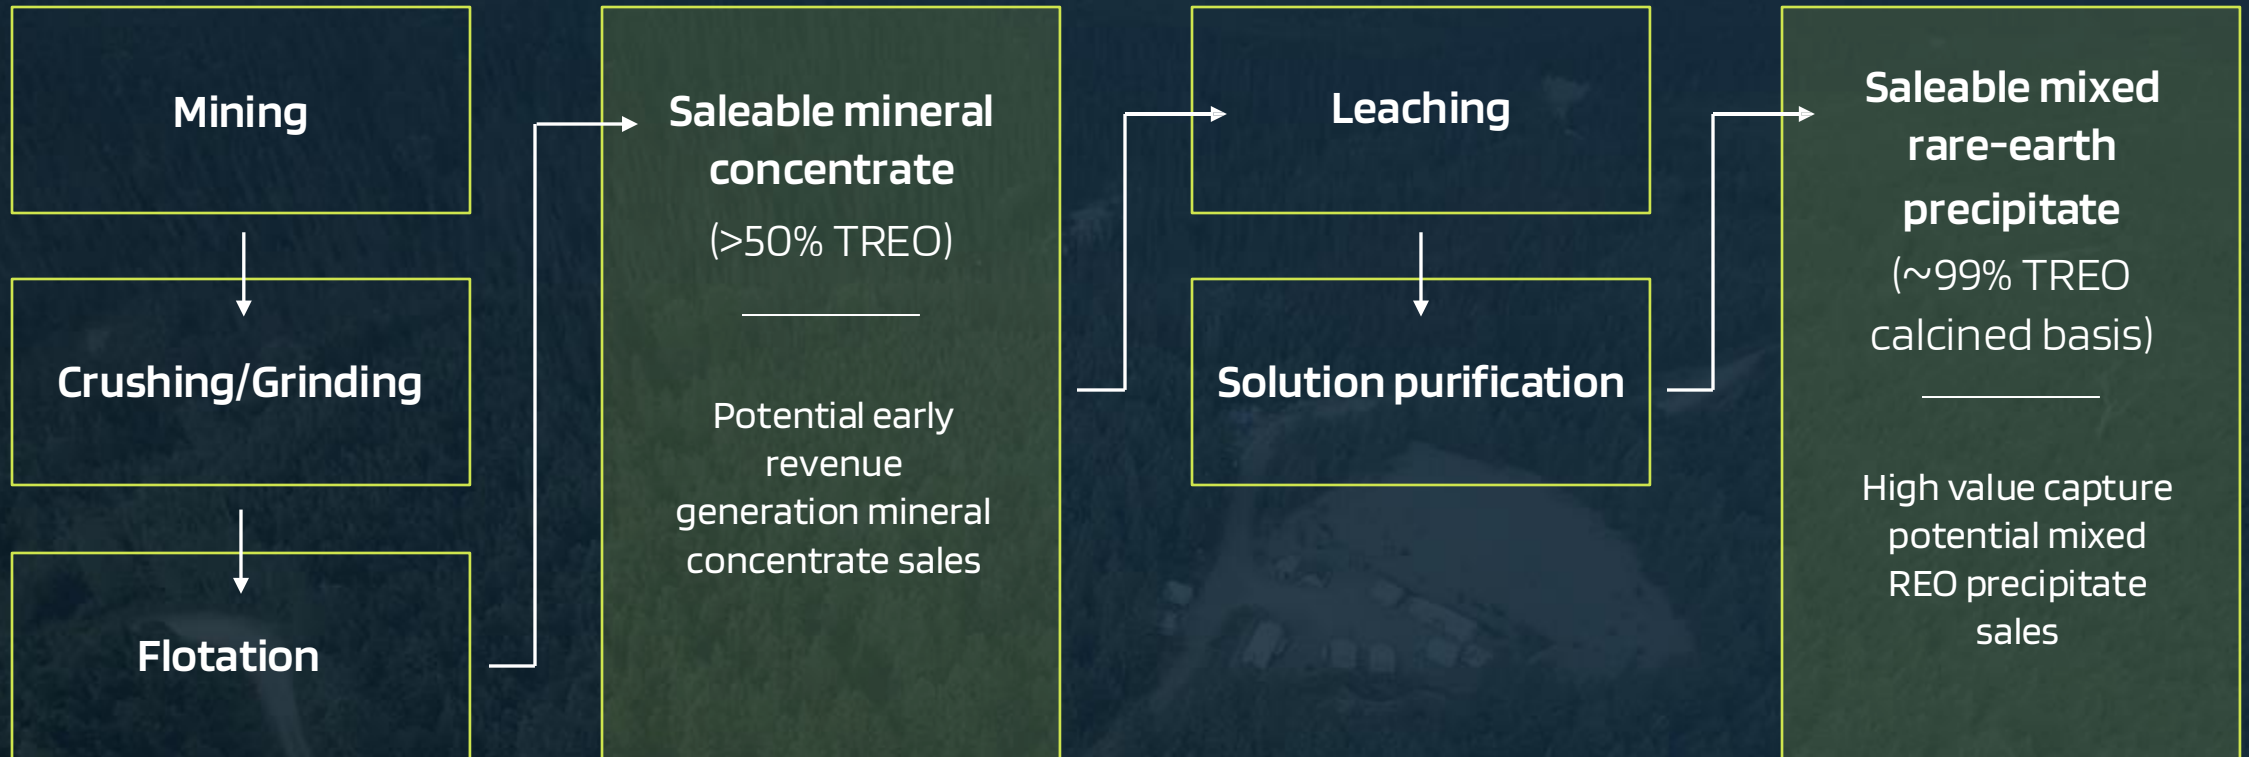 Mining
Crushing/Grinding
Flotation
Saleable mineral
concentrate
(>50% TREO)
Potential early
revenue
generation mineral
concentrate sales
Leaching
Solution purification
Saleable mixed
rare-earth
precipitate
(~99% TREO
calcined basis)
High value capture
potential mixed
REO precipitate
sales